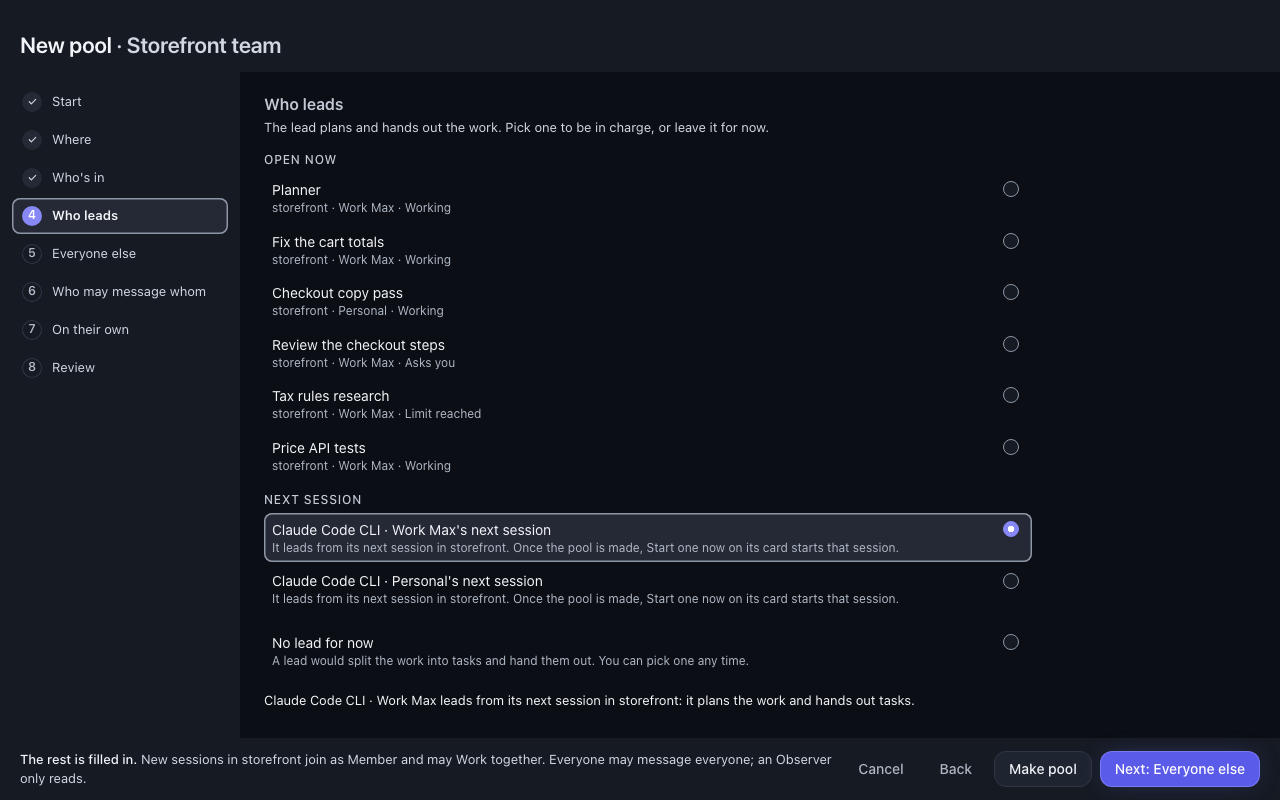 New pool · Storefront team
Start
Where
Who's in
4 Who leads
5 Everyone else
6 Who may message whom
7 On their own
8 Review
Who leads
The lead plans and hands out the work. Pick one to be in charge, or leave it for now.
OPEN NOW
Planner
storefront · Work Max · Working
Fix the cart totals
storefront · Work Max · Working
Checkout copy pass
storefront · Personal · Working
Review the checkout steps
storefront · Work Max · Asks you
Tax rules research
storefront · Work Max · Limit reached
Price API tests
storefront · Work Max · Working
NEXT SESSION
Claude Code CLI · Work Max's next session
It leads from its next session in storefront. Once the pool is made, Start one now on its card starts that session.
Claude Code CLI · Personal's next session
It leads from its next session in storefront. Once the pool is made, Start one now on its card starts that session.
No lead for now
A lead would split the work into tasks and hand them out. You can pick one any time.
Claude Code CLI · Work Max leads from its next session in storefront: it plans the work and hands out tasks.
The rest is filled in. New sessions in storefront join as Member and may Work together. Everyone may message everyone; an Observer
only reads.
Cancel
Back
Make pool
Next: Everyone else